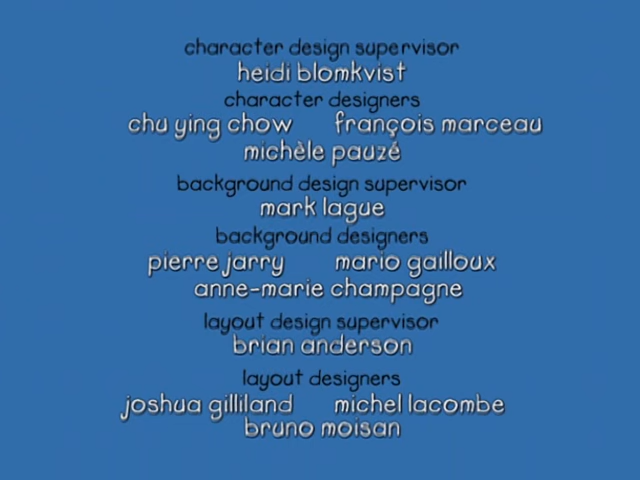 character design supervisor
heidi blomkvist
character designers
chu ying chow françois marceau
michèle pauzé
background design supervisor
mark lague
background designers
pierre jarry mario gailloux
anne-marie champagne
layout design supervisor
brian anderson
layout designers
joshua gilliland michel lacombe
bruno moisan